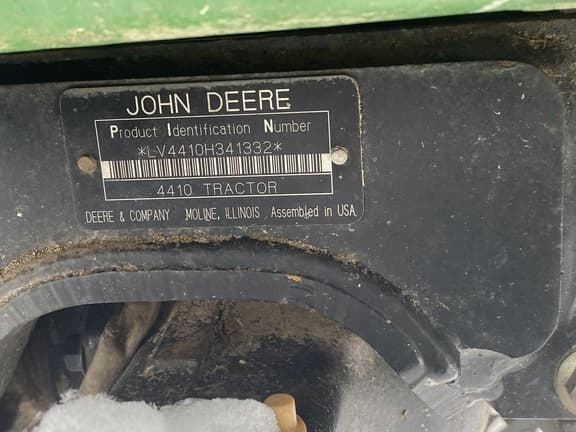 JOHN DEERE
Product Identification Number
*LV4410H341332*
4410 TRACTOR
DEERE & COMPANY MOLINE, ILLINOIS Assembled in USA